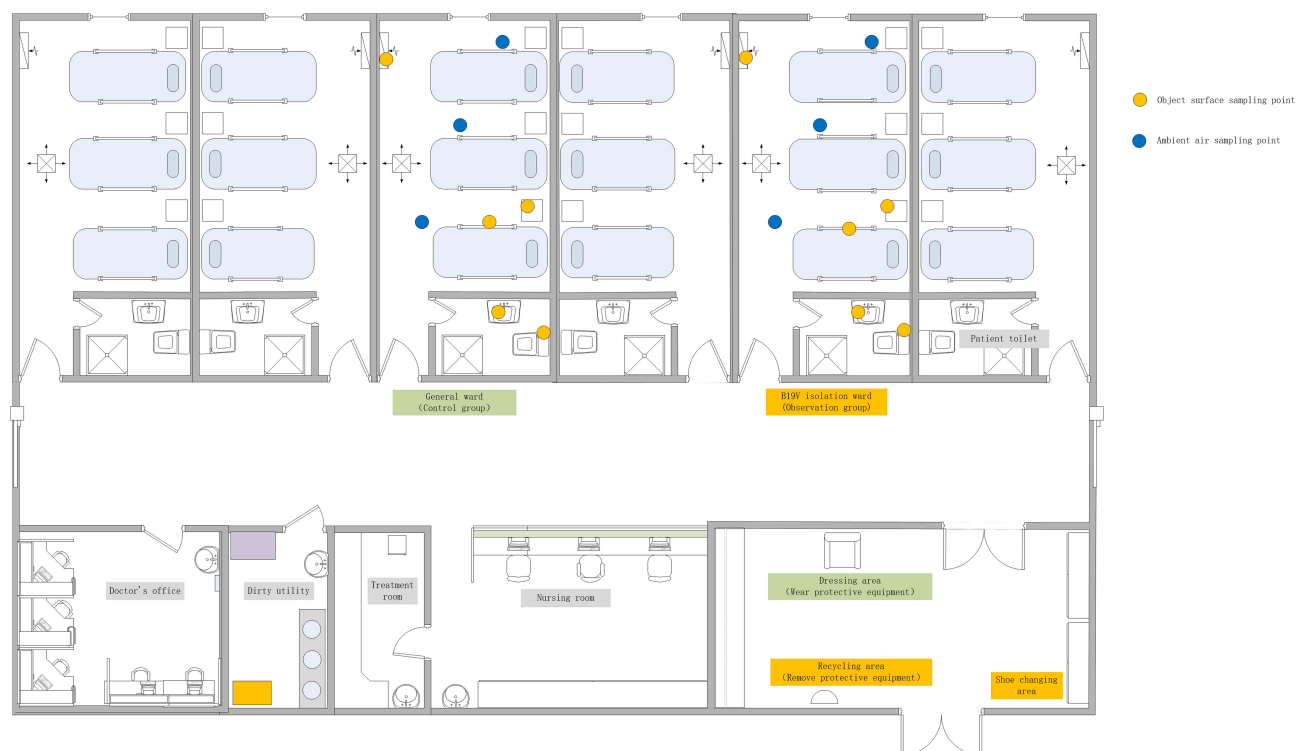 Object surface sampling point
Ambient air sampling point
Patient toilet
General ward
(Control group)
B19V isolation ward
(Observation group)
Doctor's office
Dirty utility
Treatment
room
Nursing room
Dressing area
(Wear protective equipment)
Recycling area
(Remove protective equipment)
Shoe changing
area